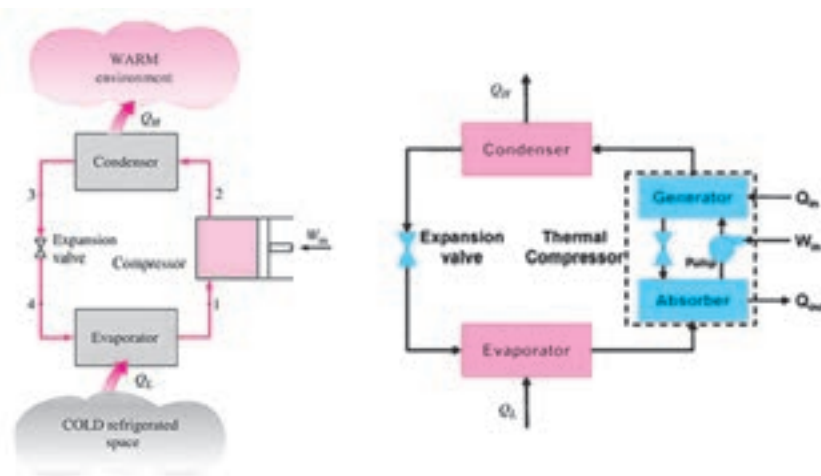 WARM
environment
Q_H
Condenser
3
2
Expansion
valve
Compressor
W_in
4
1
Evaporator
Q_L
COLD refrigerated
space
Q_H
Condenser
Generator
Q_in
Expansion
valve
Thermal
Compressor
Pump
W_in
Absorber
Q_out
Evaporator
Q_L